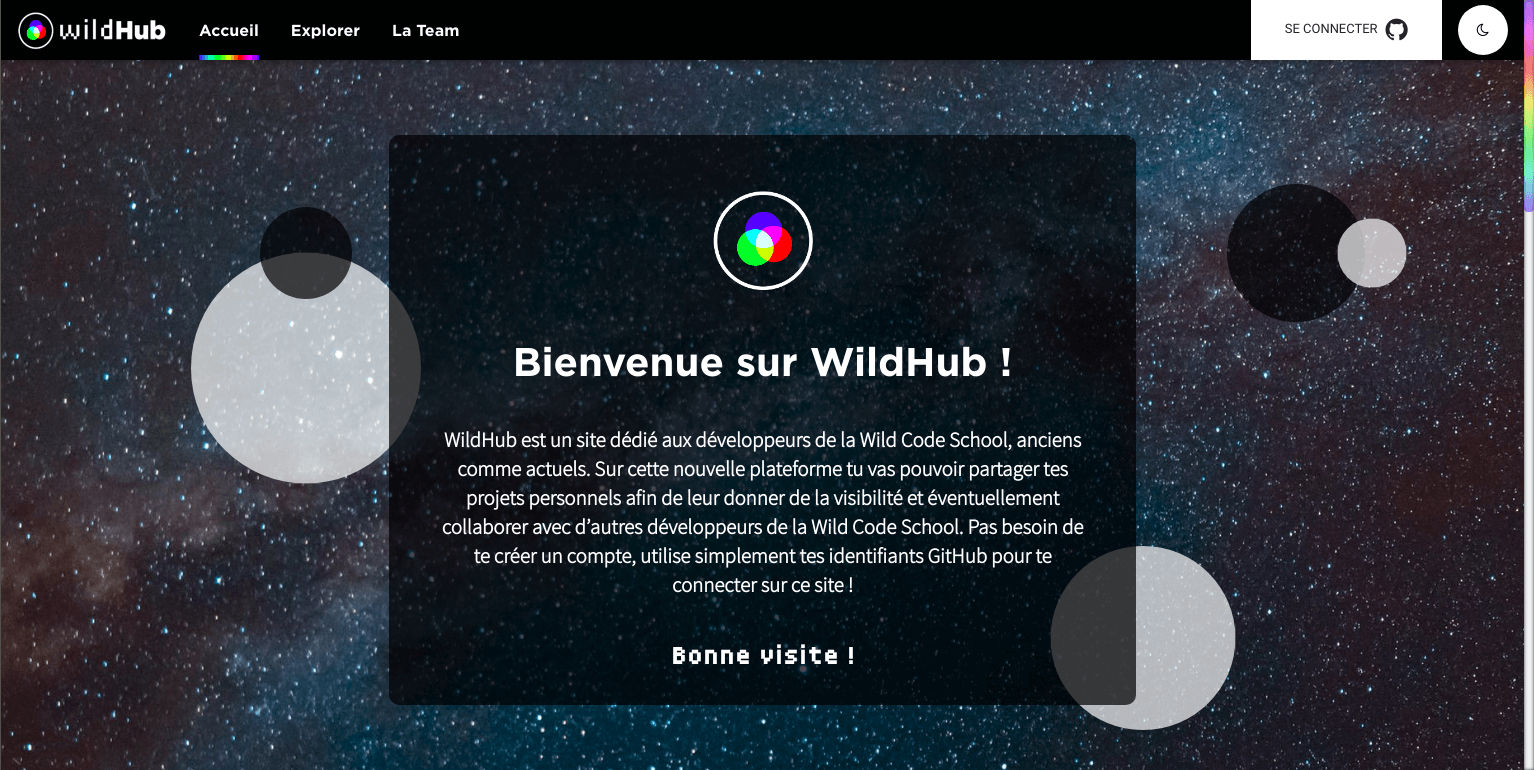 wildHub
Accueil
Explorer
La Team
SE CONNECTER
Bienvenue sur WildHub !
WildHub est un site dédié aux développeurs de la Wild Code School, anciens
comme actuels. Sur cette nouvelle plateforme tu vas pouvoir partager tes
projets personnels afin de leur donner de la visibilité et éventuellement
collaborer avec d’autres développeurs de la Wild Code School. Pas besoin de
te créer un compte, utilise simplement tes identifiants GitHub pour te
connecter sur ce site !
Bonne visite !